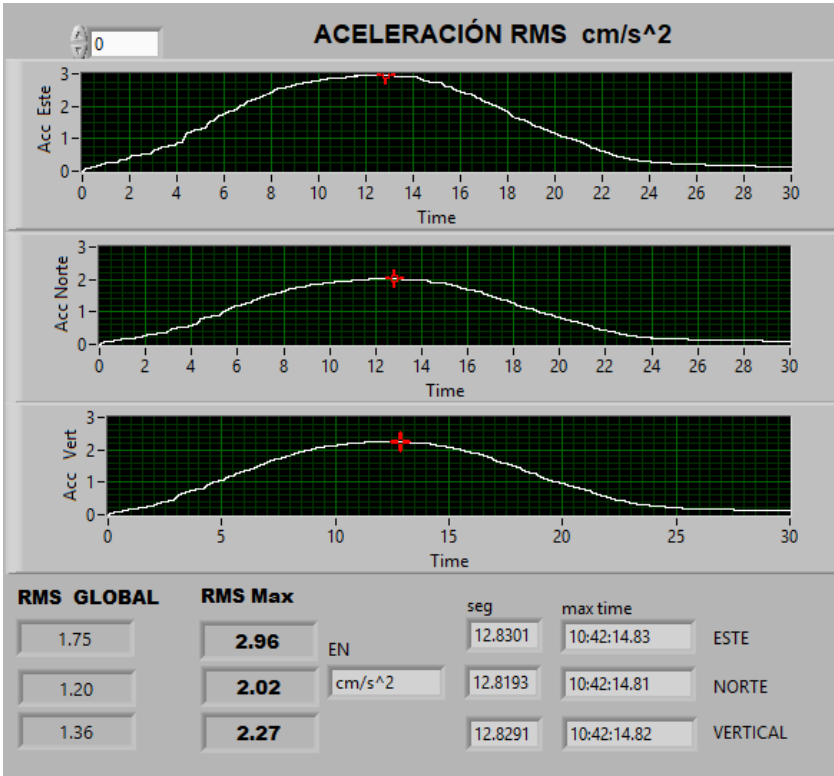 0
ACELERACIÓN RMS cm/s^2
Acc Este
3
2
1
0
0 2 4 6 8 10 12 14 16 18 20 22 24 26 28 30
Time
Acc Norte
3
2
1
0
0 2 4 6 8 10 12 14 16 18 20 22 24 26 28 30
Time
Acc Vert
3
2
1
0
0 5 10 15 20 25 30
Time
RMS GLOBAL RMS Max seg max time
1.75 2.96 EN 12.8301 10:42:14.83 ESTE
1.20 2.02 cm/s^2 12.8193 10:42:14.81 NORTE
1.36 2.27 12.8291 10:42:14.82 VERTICAL